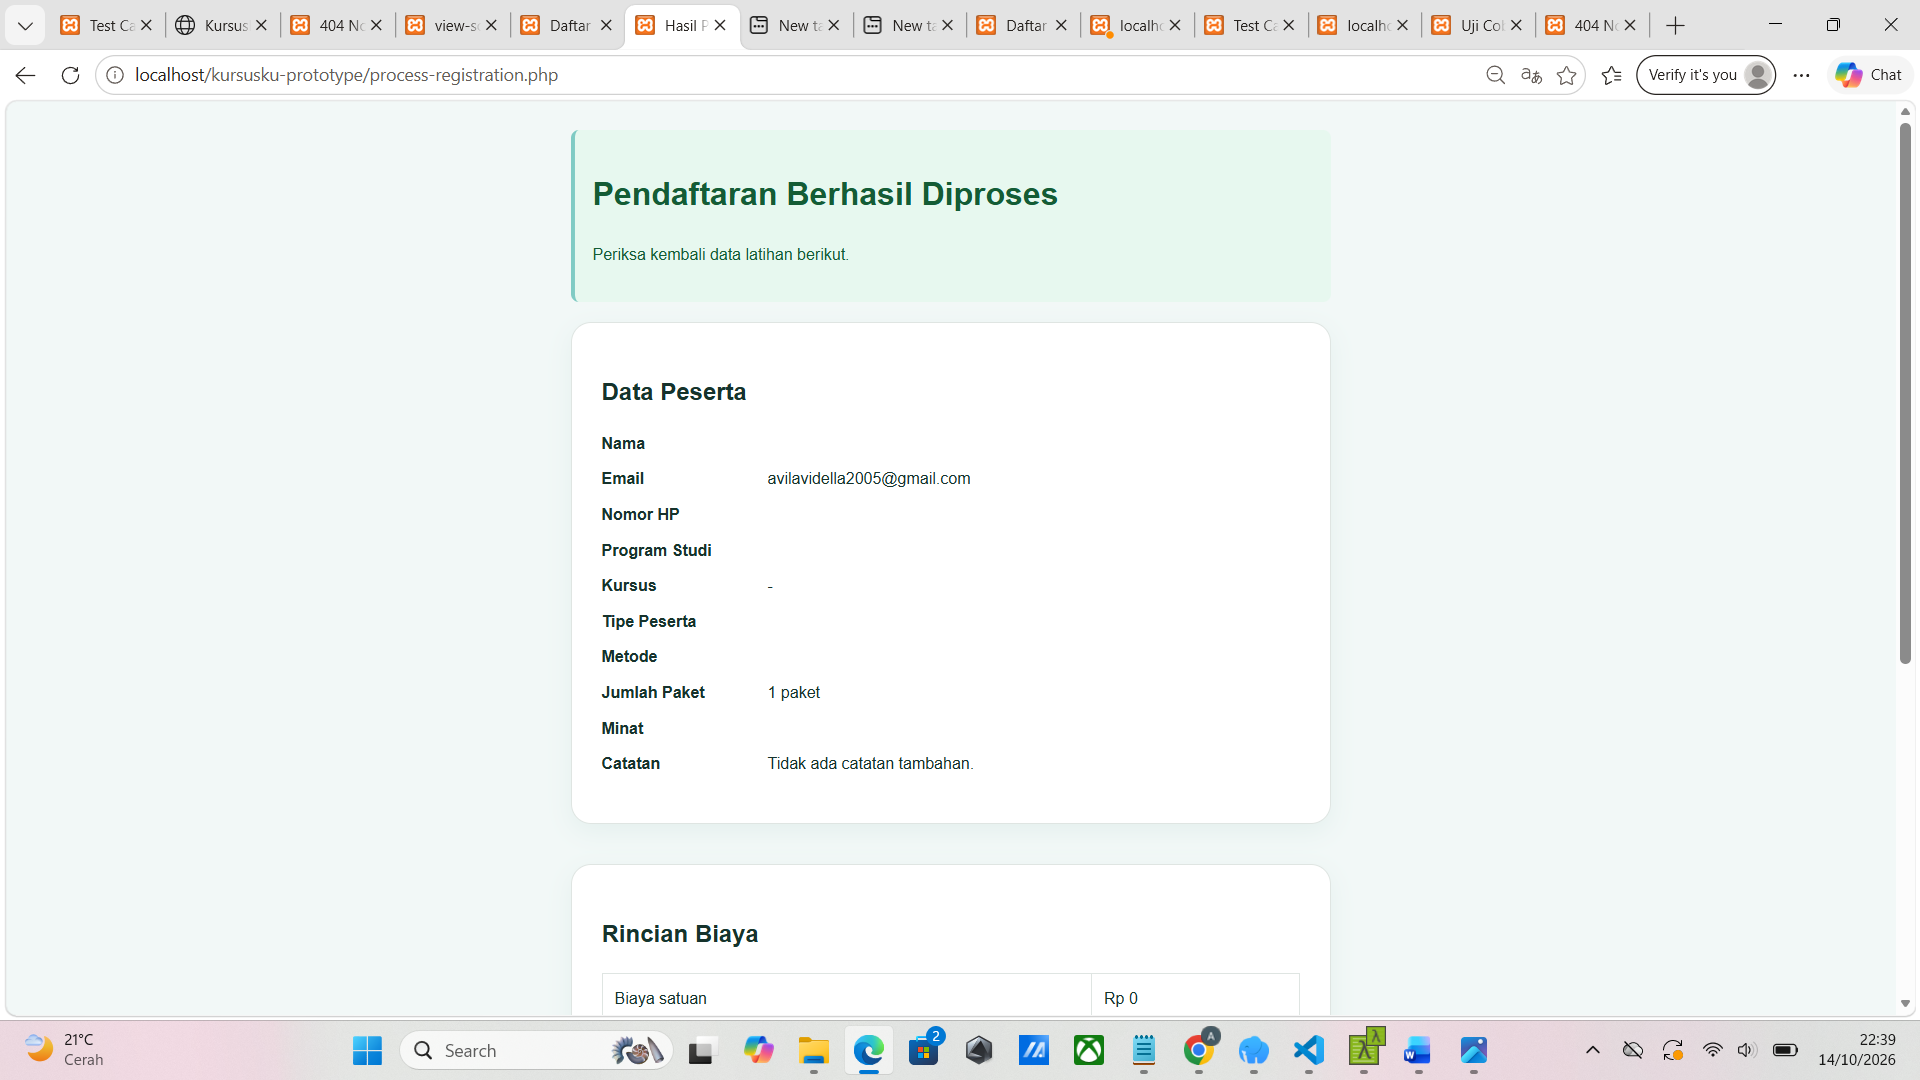 Test Ca
Kursus
404 No
view-so
Daftar
Hasil P
New ta
New ta
Daftar
localho
Test Ca
localho
Uji Cob
404 No
localhost/kursusku-prototype/process-registration.php
Verify it's you
Chat
Pendaftaran Berhasil Diproses
Periksa kembali data latihan berikut.
Data Peserta
Nama
Email avilavidella2005@gmail.com
Nomor HP
Program Studi
Kursus -
Tipe Peserta
Metode
Jumlah Paket 1 paket
Minat
Catatan Tidak ada catatan tambahan.
Rincian Biaya
Biaya satuan Rp 0
21°C
Cerah
Search
2
A
22:39
14/10/2026